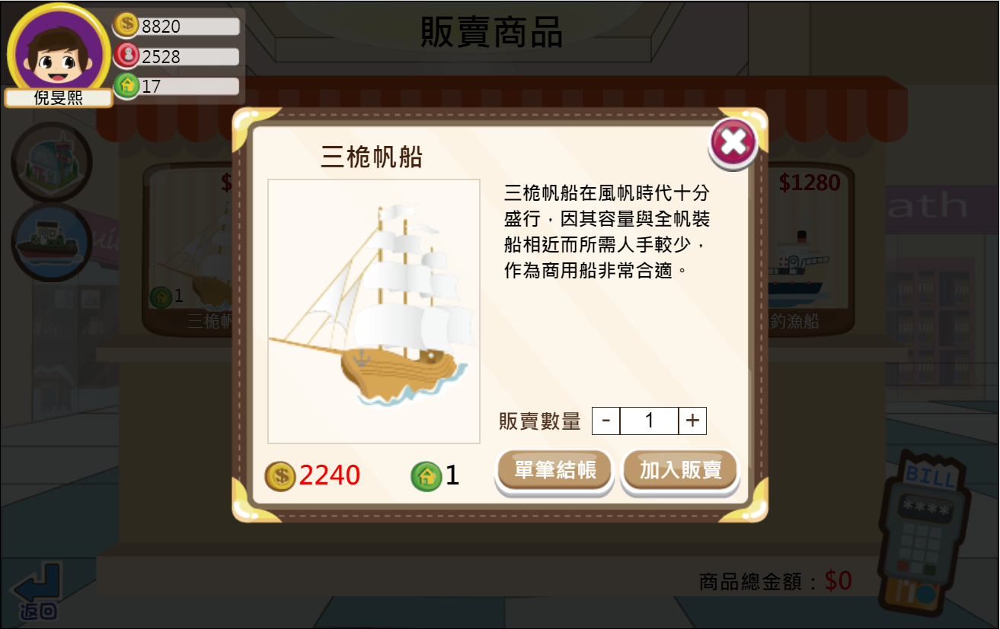 販賣商品
8820
2528
17
倪旻熙
$1280
1
三桅帆
釣漁船
三桅帆船
三桅帆船在風帆時代十分
盛行，因其容量與全帆裝
船相近而所需人手較少，
作為商用船非常合適。
販賣數量 - 1 +
2240 1
單筆結帳 加入販賣
BILL
****
商品總金額：$0
返回